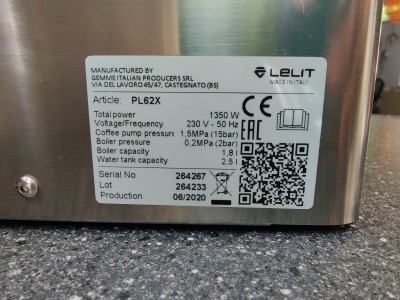 MANUFACTURED BY
GEMME ITALIAN PRODUCERS SRL
VIA DEL LAVORO 45/47, CASTEGNATO (BS)
LELIT
MADE IN ITALY
Article: PL62X
Total power 1350 W
Voltage/Frequency 230 V - 50 Hz
Coffee pump pressure 1,5MPa (15bar)
Boiler pressure 0,2MPa (2bar)
Boiler capacity 1,8 l
Water tank capacity 2,5 l
CE
EAC
Serial No 264267
Lot 264233
Production 06/2020